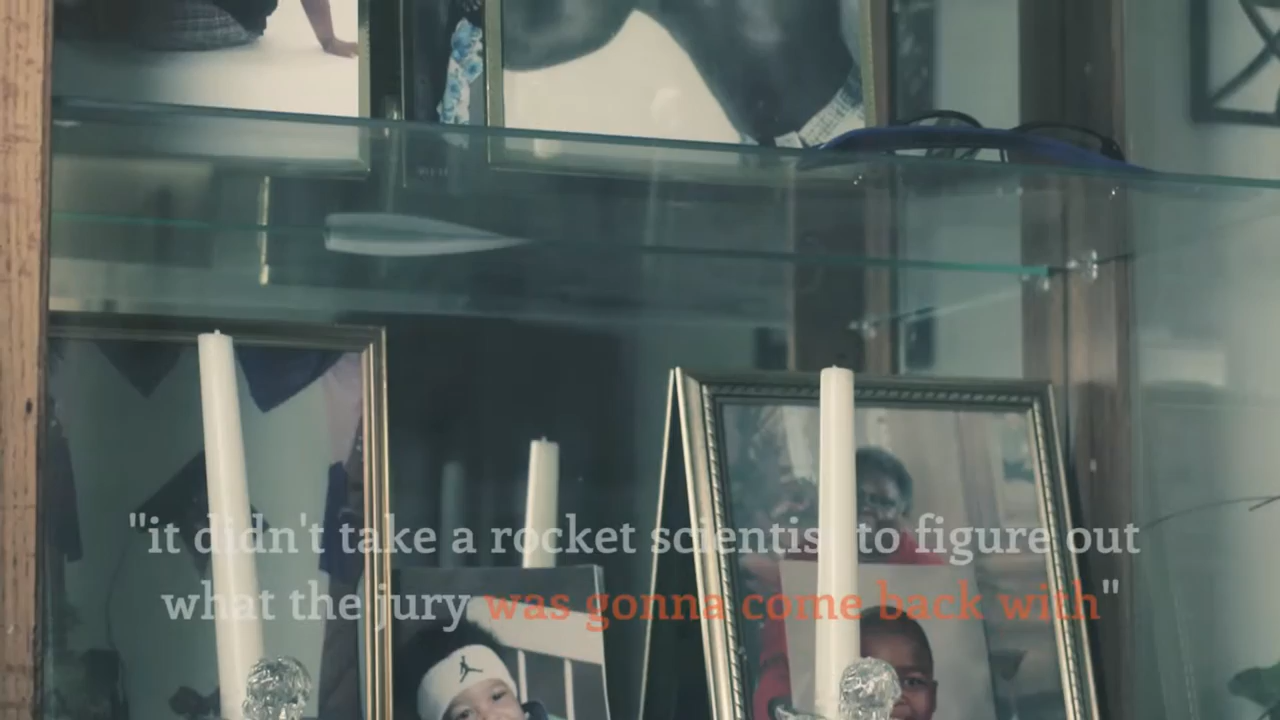 "it didn't take a rocket scientist to figure out
what the jury was gonna come back with"